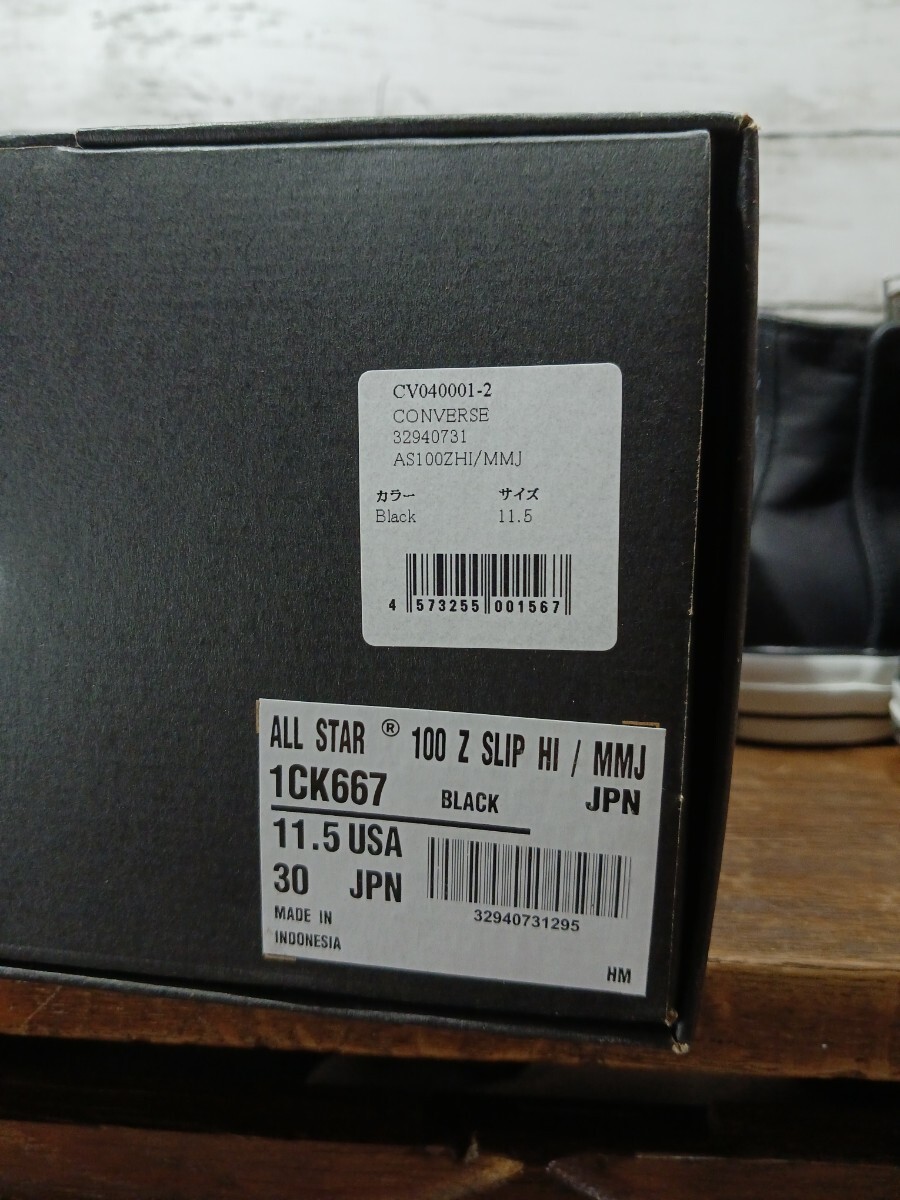 CV040001-2
CONVERSE
32940731
AS100ZHI/MMJ
カラー サイズ
Black 11.5
4 573255 001567
ALL STAR ® 100 Z SLIP HI / MMJ
1CK667 BLACK JPN
11.5 USA
30 JPN
32940731295
MADE IN
INDONESIA
HM